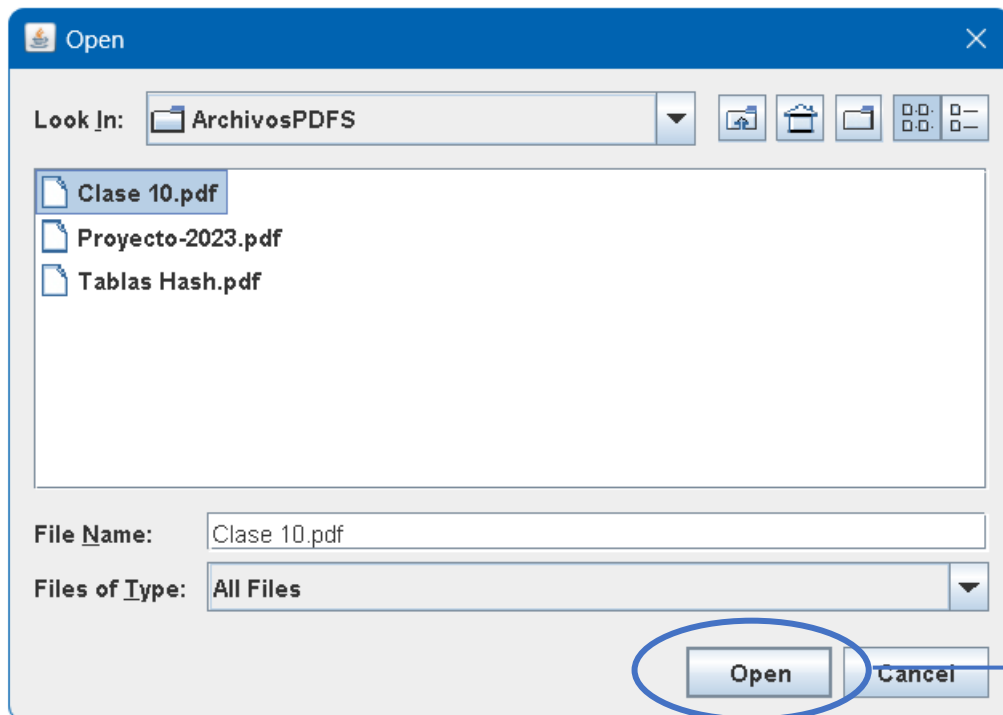 Open
Look In: ArchivosPDFS
Clase 10.pdf
Proyecto-2023.pdf
Tablas Hash.pdf
File Name: Clase 10.pdf
Files of Type: All Files
Open Cancel